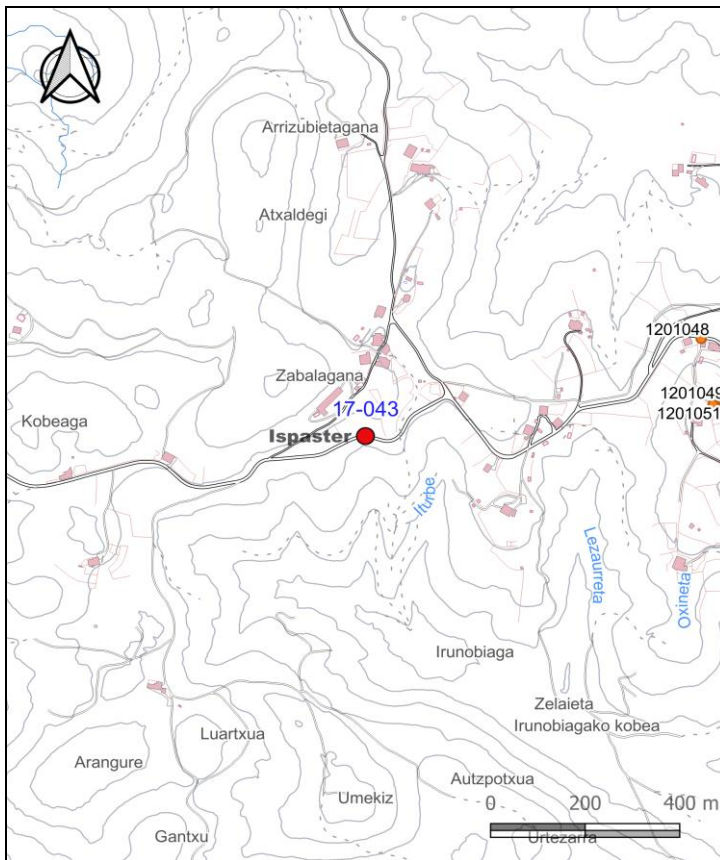 Arrizubietagana
Atxaldegi
1201048
Zabalagana
1201049
17-043
1201051
Kobeaga
Ispaster
Iturbe
Lezaurreta
Oxineta
Irunobiaga
Zelaieta
Irunobiagako kobea
Luartxua
Arangure
Autzpotxua
Umekiz
0 200 400 m
Gantxu
Urtezarra